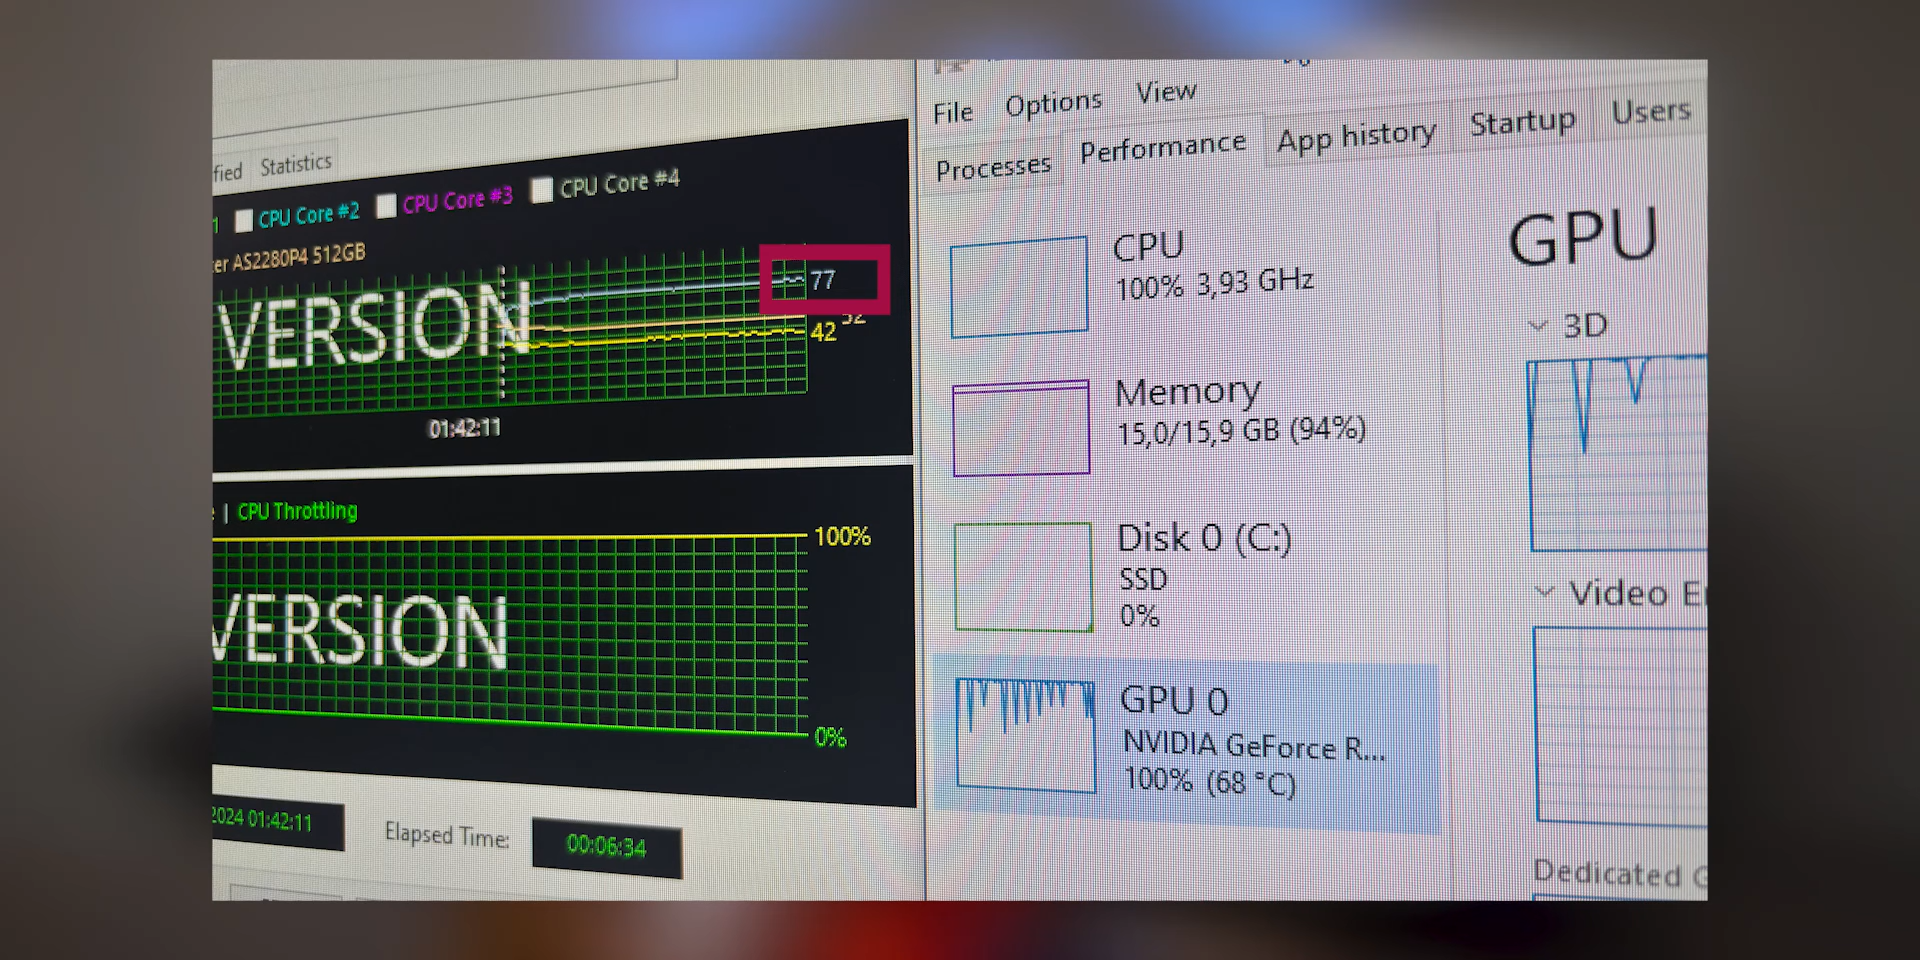 fied Statistics
1 CPU Core #2 CPU Core #3 CPU Core #4
er AS2280P4 512GB
VERSION
77
52
42
01:42:11
CPU Throttling
100%
VERSION
0%
2024 01:42:11
Elapsed Time: 00:06:34
File Options View
Processes Performance App history Startup Users
CPU
100% 3,93 GHz
Memory
15,0/15,9 GB (94%)
Disk 0 (C:)
SSD
0%
GPU 0
NVIDIA GeForce R...
100% (68 °C)
GPU
3D
Video E
Dedicated G